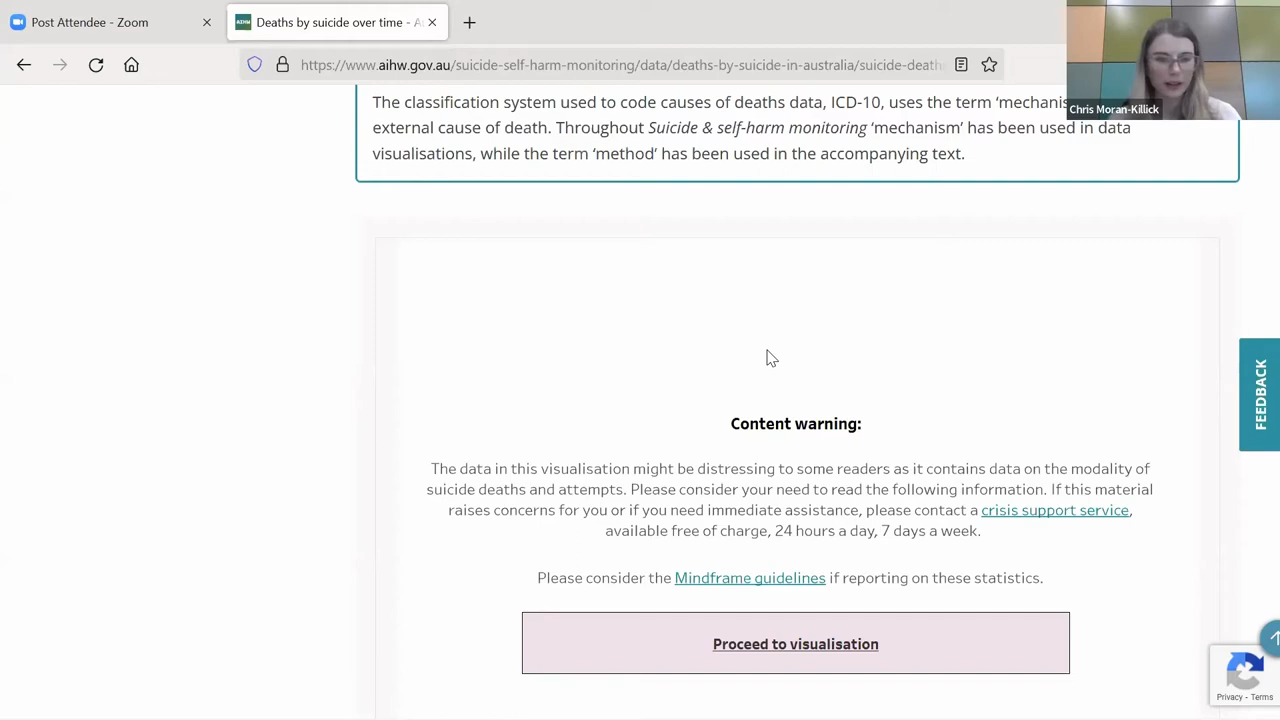 Post Attendee - Zoom
AIHW
Deaths by suicide over time - A
https://www.aihw.gov.au/suicide-self-harm-monitoring/data/deaths-by-suicide-in-australia/suicide-death
Chris Moran-Killick
The classification system used to code causes of deaths data, ICD-10, uses the term ‘mechanis
external cause of death. Throughout Suicide & self-harm monitoring ‘mechanism’ has been used in data
visualisations, while the term ‘method’ has been used in the accompanying text.
FEEDBACK
Content warning:
The data in this visualisation might be distressing to some readers as it contains data on the modality of
suicide deaths and attempts. Please consider your need to read the following information. If this material
raises concerns for you or if you need immediate assistance, please contact a crisis support service,
available free of charge, 24 hours a day, 7 days a week.
Please consider the Mindframe guidelines if reporting on these statistics.
Proceed to visualisation
Privacy - Terms